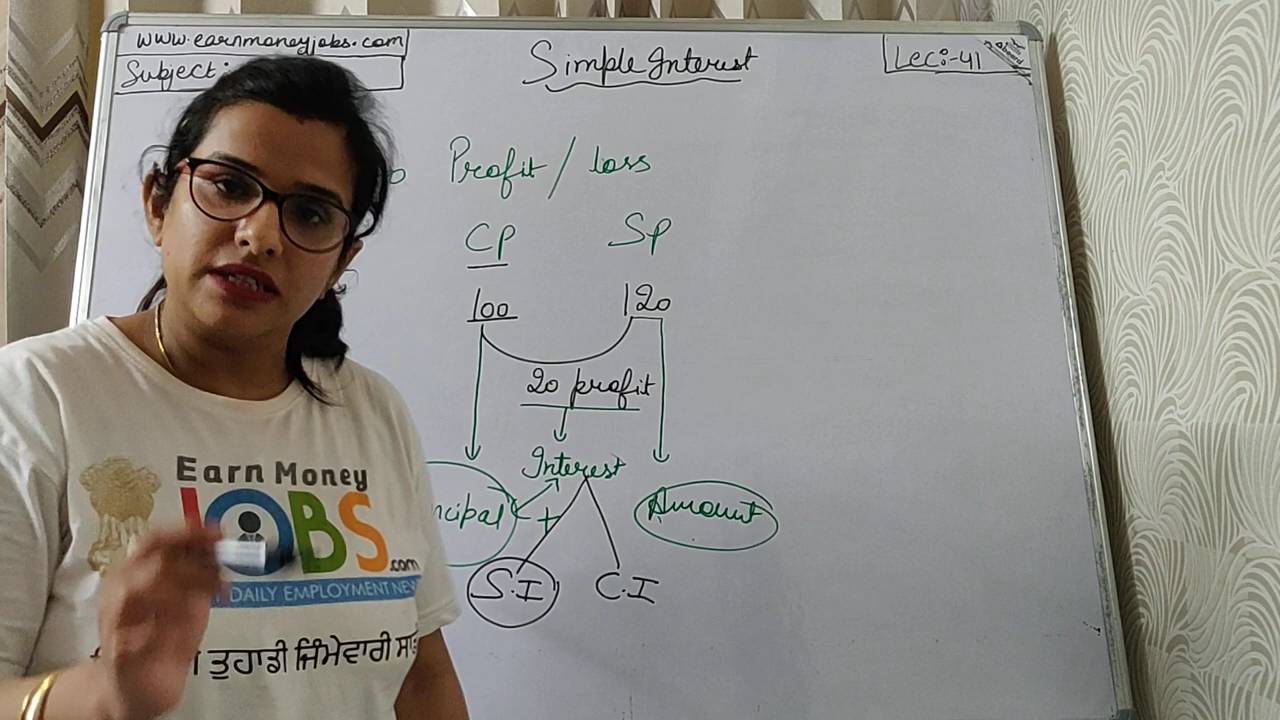 www.earnmoneyjobs.com
Subject:
Simple Interest
Lec:-41
Profit / loss
CP SP
100 120
20 profit
Interest
ncipal + Amount
S.I C.I
Earn Money
JOBS.com
DAILY EMPLOYMENT NEW
ਤੁਹਾਡੀ ਜਿੰਮੇਵਾਰੀ ਸਾ